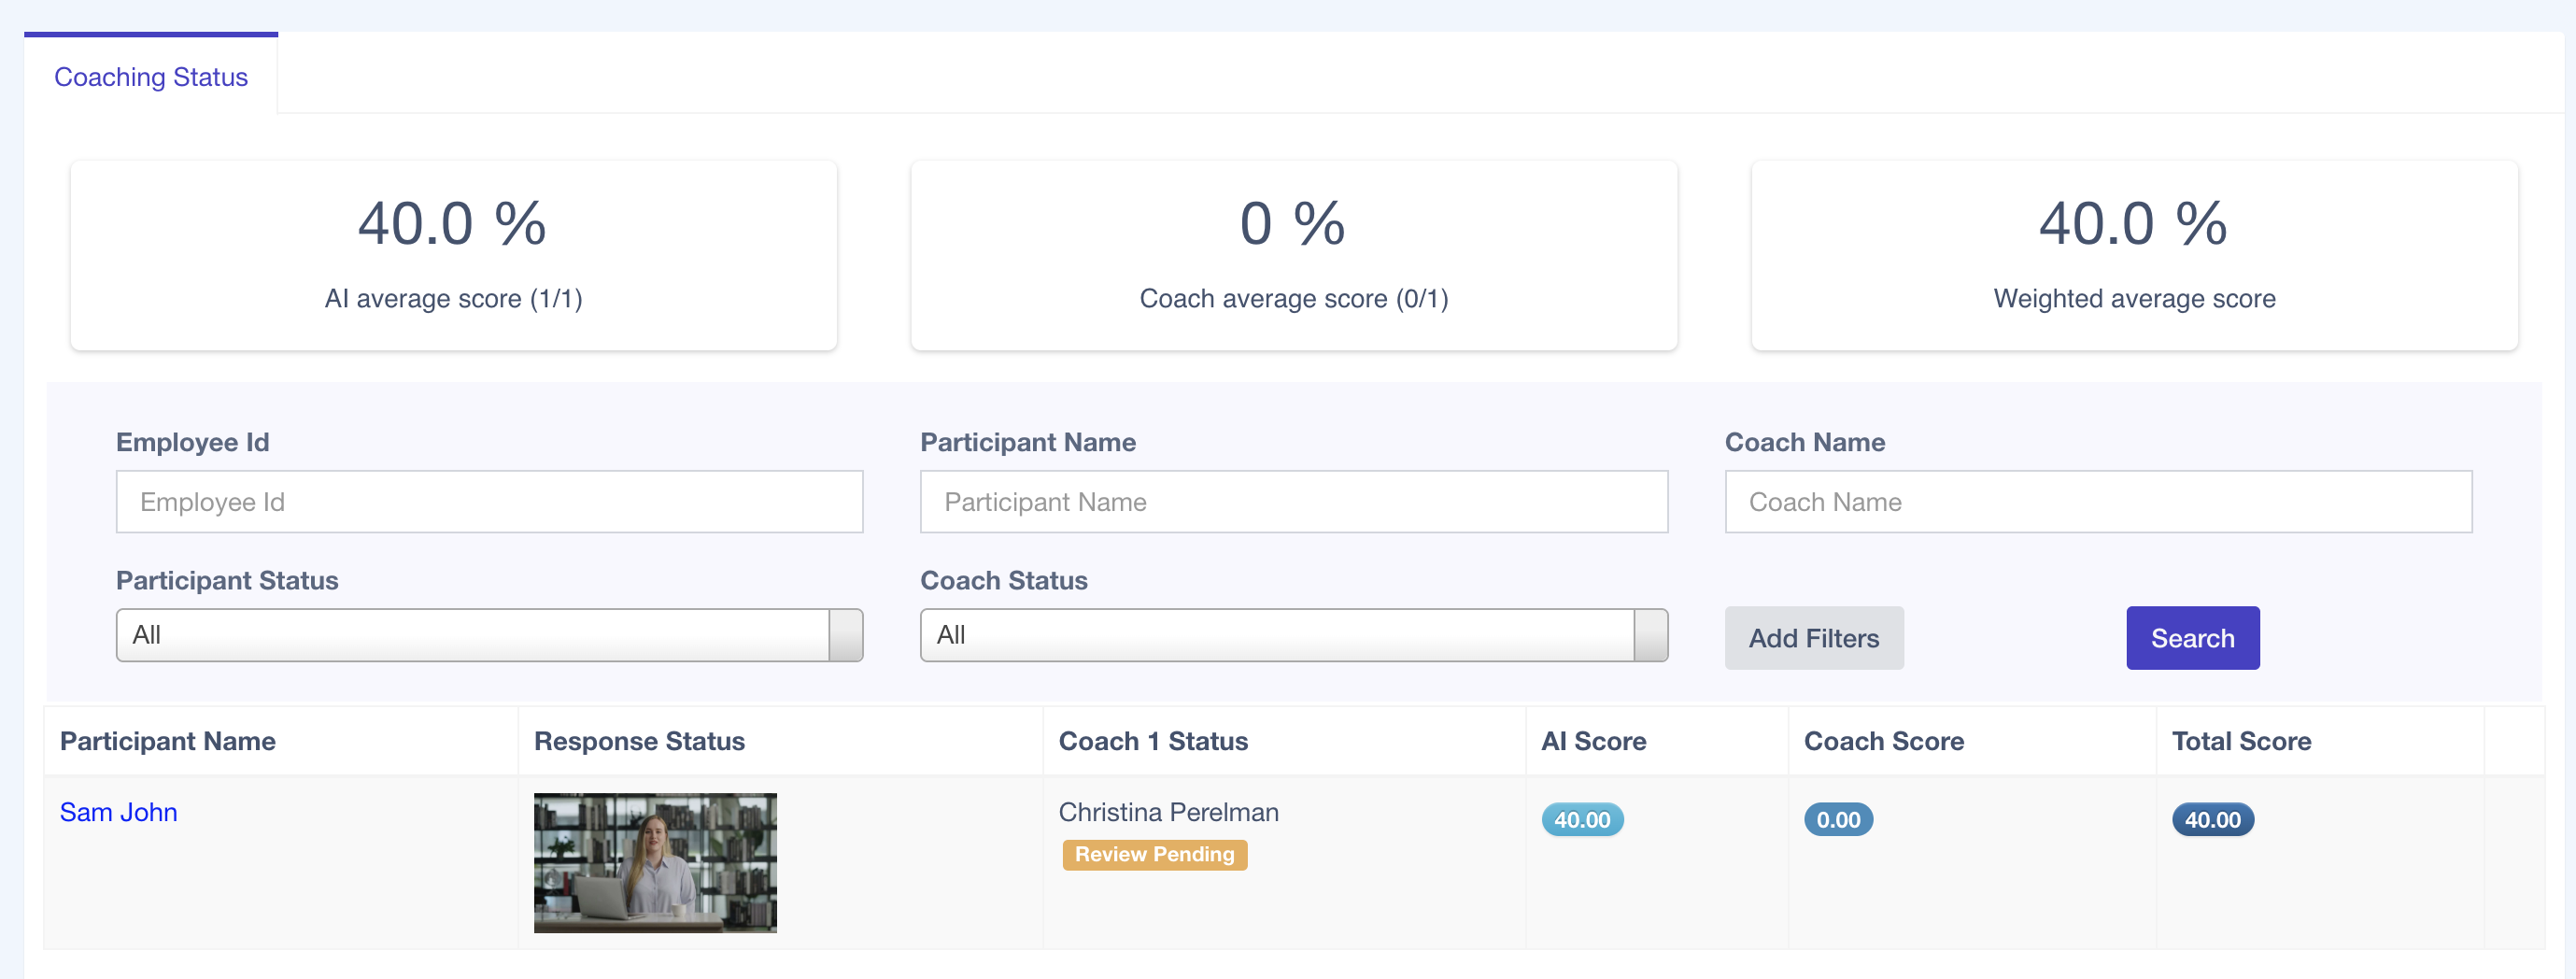 Coaching Status
40.0 %
AI average score (1/1)
0 %
Coach average score (0/1)
40.0 %
Weighted average score
Employee Id
Participant Name
Coach Name
Employee Id
Participant Name
Coach Name
Participant Status
Coach Status
All
All
Add Filters
Search
Participant Name
Response Status
Coach 1 Status
AI Score
Coach Score
Total Score
Sam John
Christina Perelman
Review Pending
40.00
0.00
40.00